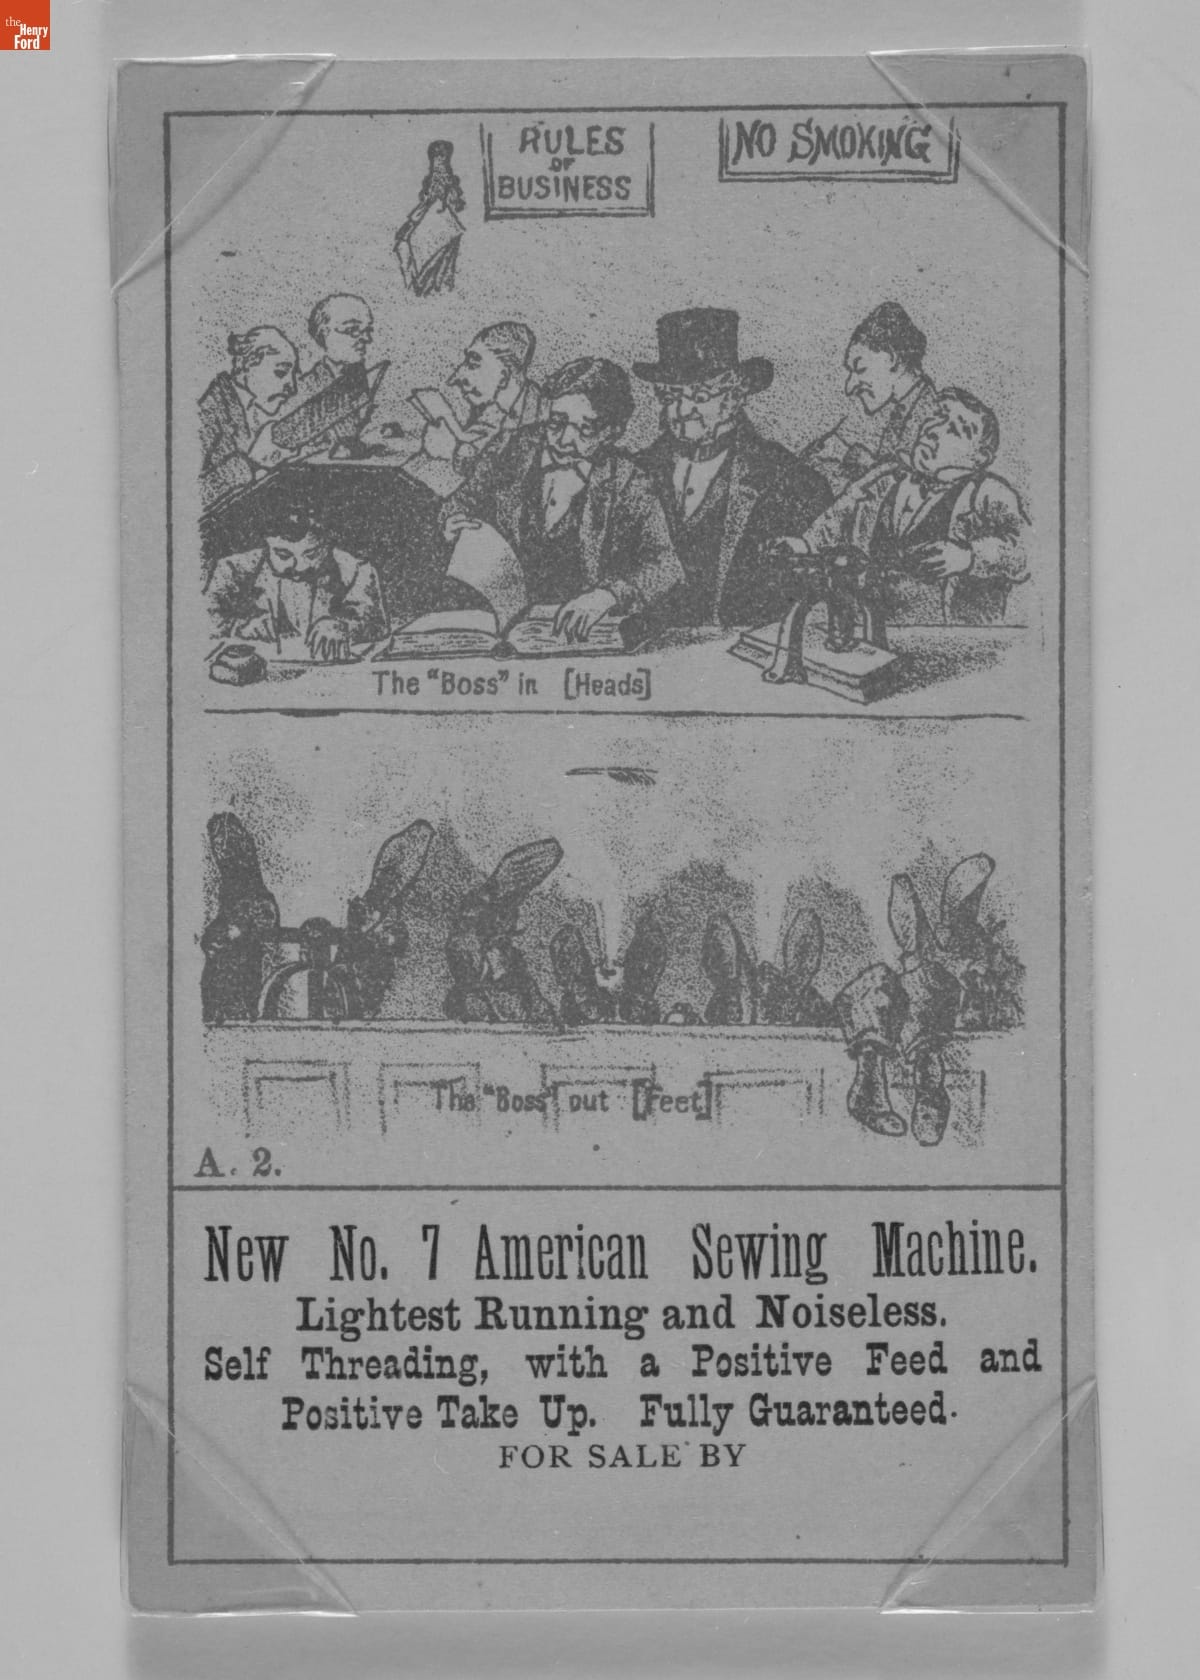 the
Henry
Ford
RULES
OF
BUSINESS
NO SMOKING
The "Boss" in [Heads]
The "Boss" out [Feet]
A. 2.
New No. 7 American Sewing Machine.
Lightest Running and Noiseless.
Self Threading, with a Positive Feed and
Positive Take Up. Fully Guaranteed.
FOR SALE BY